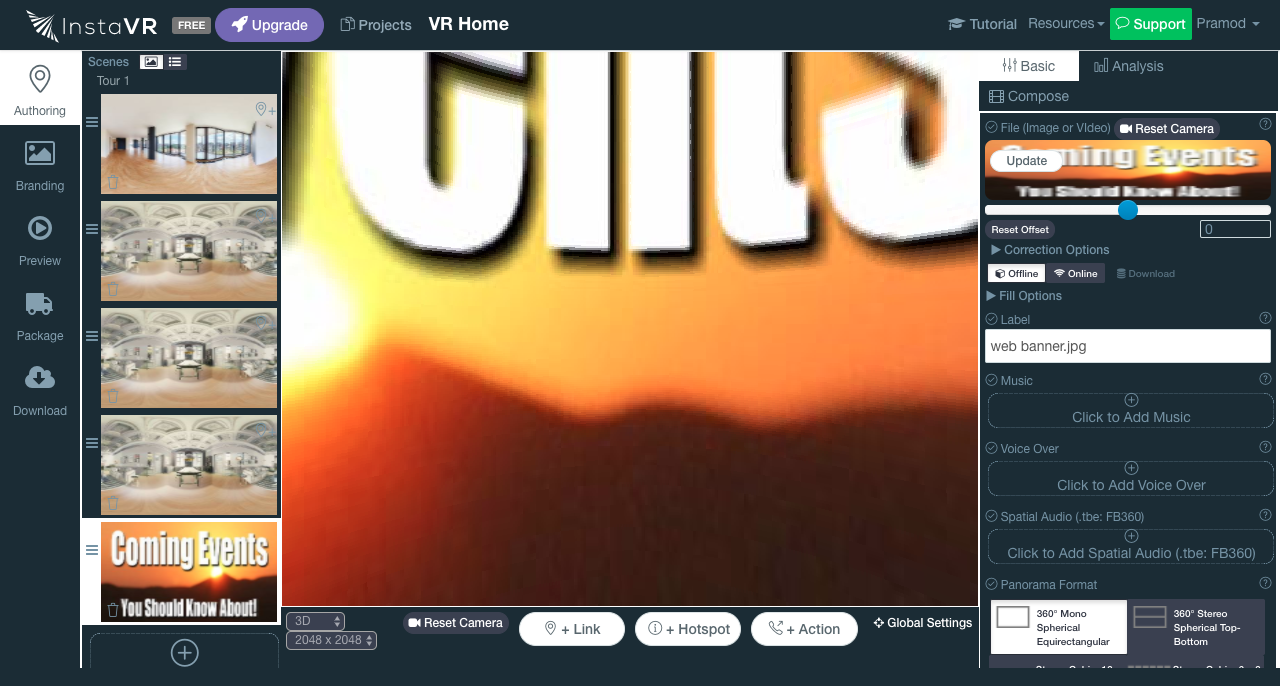 InstaVR
FREE
Upgrade
Projects
VR Home
Tutorial
Resources
Support
Pramod
Authoring
Branding
Preview
Package
Download
Scenes
Tour 1
Coming Events
You Should Know About!
3D
2048 x 2048
Reset Camera
+ Link
+ Hotspot
+ Action
Global Settings
Basic
Analysis
Compose
File (Image or VIdeo)
Reset Camera
Coming Events
Update
You Should Know About!
Reset Offset
0
Correction Options
Offline
Online
Download
Fill Options
Label
web banner.jpg
Music
Click to Add Music
Voice Over
Click to Add Voice Over
Spatial Audio (.tbe: FB360)
Click to Add Spatial Audio (.tbe: FB360)
Panorama Format
360° Mono
Spherical
Equirectangular
360° Stereo
Spherical Top-
Bottom